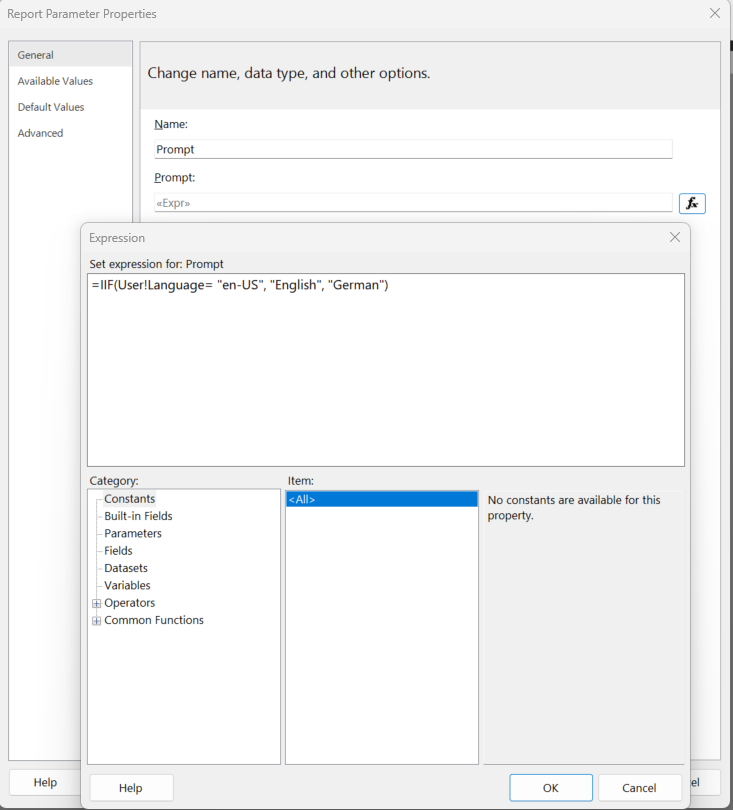 Report Parameter Properties
General
Available Values
Default Values
Advanced
Change name, data type, and other options.
Name:
Prompt
Prompt:
«Expr»
fx
Expression
Set expression for: Prompt
=IIF(User!Language= "en-US", "English", "German")
Category:
Constants
Built-in Fields
Parameters
Fields
Datasets
Variables
Operators
Common Functions
Item:
<All>
No constants are available for this
property.
Help
Help
OK
Cancel
el